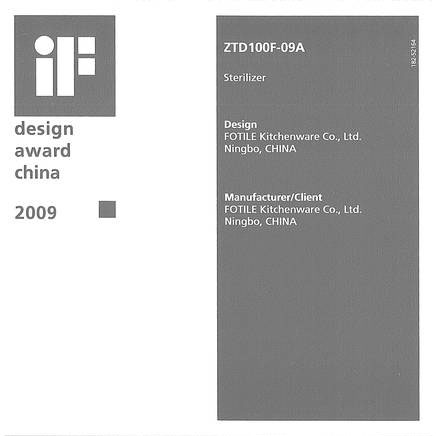 iF
design
award
china
2009
ZTD100F-09A
Sterilizer
Design
FOTILE Kitchenware Co., Ltd.
Ningbo, CHINA
Manufacturer/Client
FOTILE Kitchenware Co., Ltd.
Ningbo, CHINA
182-52154